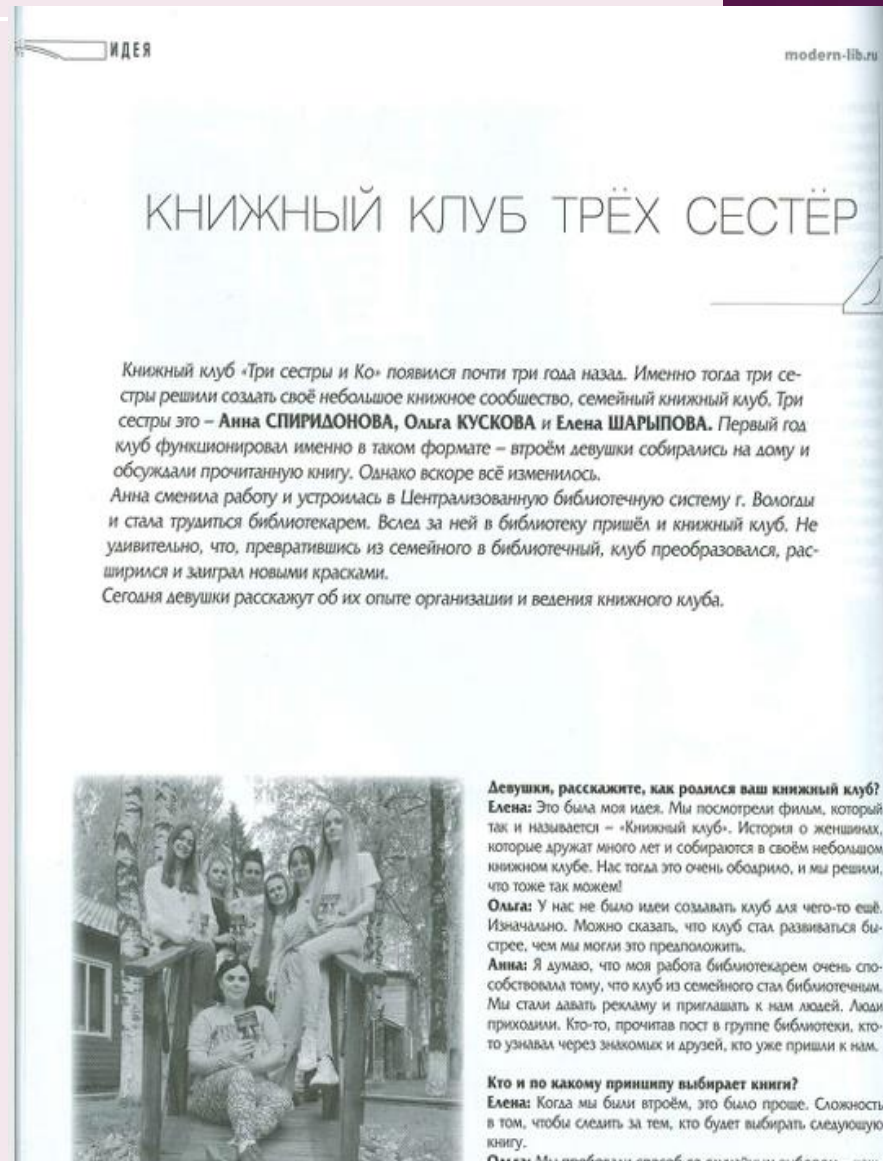 ИДЕЯ
modern-lib.ru
КНИЖНЫЙ КЛУБ ТРЁХ СЕСТЁР
Книжный клуб «Три сестры и Ко» появился почти три года назад. Именно тогда три се-
стры решили создать своё небольшое книжное сообщество, семейный книжный клуб. Три
сестры это – Анна СПИРИДОНОВА, Ольга КУСКОВА и Елена ШАРЫПОВА. Первый год
клуб функционировал именно в таком формате – втроём девушки собирались на дому и
обсуждали прочитанную книгу. Однако вскоре всё изменилось.
Анна сменила работу и устроилась в Централизованную библиотечную систему г. Вологды
и стала трудиться библиотекарем. Вслед за ней в библиотеку пришёл и книжный клуб. Не
удивительно, что, превратившись из семейного в библиотечный, клуб преобразовался, рас-
ширился и заиграл новыми красками.
Сегодня девушки расскажут об их опыте организации и ведения книжного клуба.
Девушки, расскажите, как родился ваш книжный клуб?
Елена: Это была моя идея. Мы посмотрели фильм, который
так и называется – «Книжный клуб». История о женщинах,
которые дружат много лет и собираются в своём небольшом
книжном клубе. Нас тогда это очень ободрило, и мы решили,
что тоже так можем!
Ольга: У нас не было идеи создавать клуб для чего-то ещё.
Изначально. Можно сказать, что клуб стал развиваться бы-
стрее, чем мы могли это предположить.
Анна: Я думаю, что моя работа библиотекарем очень спо-
собствовала тому, что клуб из семейного стал библиотечным.
Мы стали давать рекламу и приглашать к нам людей. Люди
приходили. Кто-то, прочитав пост в группе библиотеки, кто-
то узнавал через знакомых и друзей, кто уже пришли к нам.
Кто и по какому принципу выбирает книги?
Елена: Когда мы были втроём, это было проще. Сложность
в том, чтобы следить за тем, кто будет выбирать следующую
книгу.
Ольга: Мы пробовали способ со